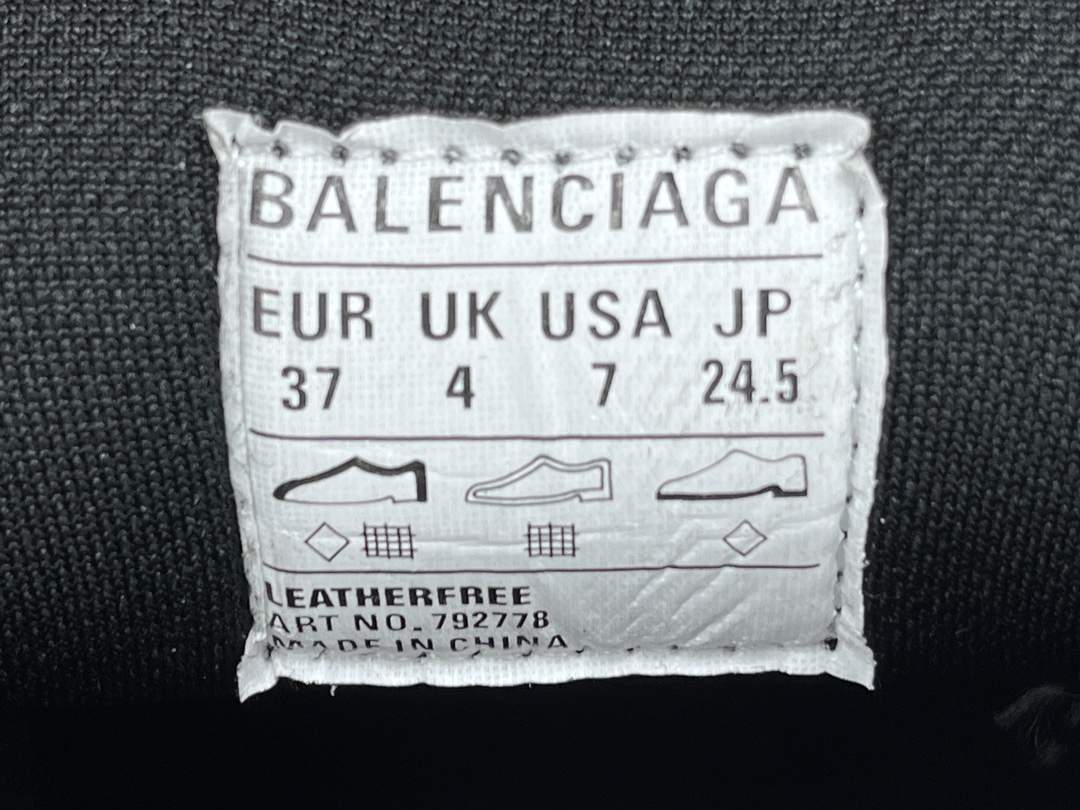 BALENCIAGA
EUR UK USA JP
37 4 7 24.5
LEATHERFREE
ART NO. 792778
MADE IN CHINA